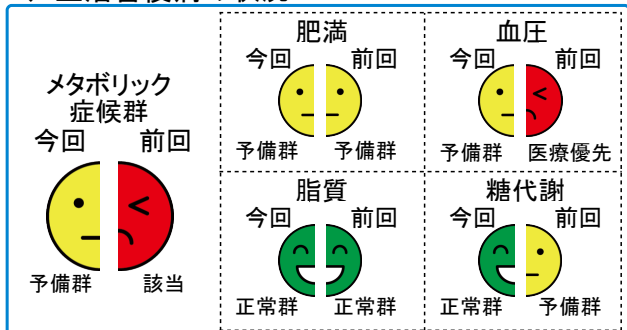 メタボリック
症候群
今回 前回
予備群 該当
肥満
今回 前回
予備群 予備群
血圧
今回 前回
予備群 医療優先
脂質
今回 前回
正常群 正常群
糖代謝
今回 前回
正常群 予備群